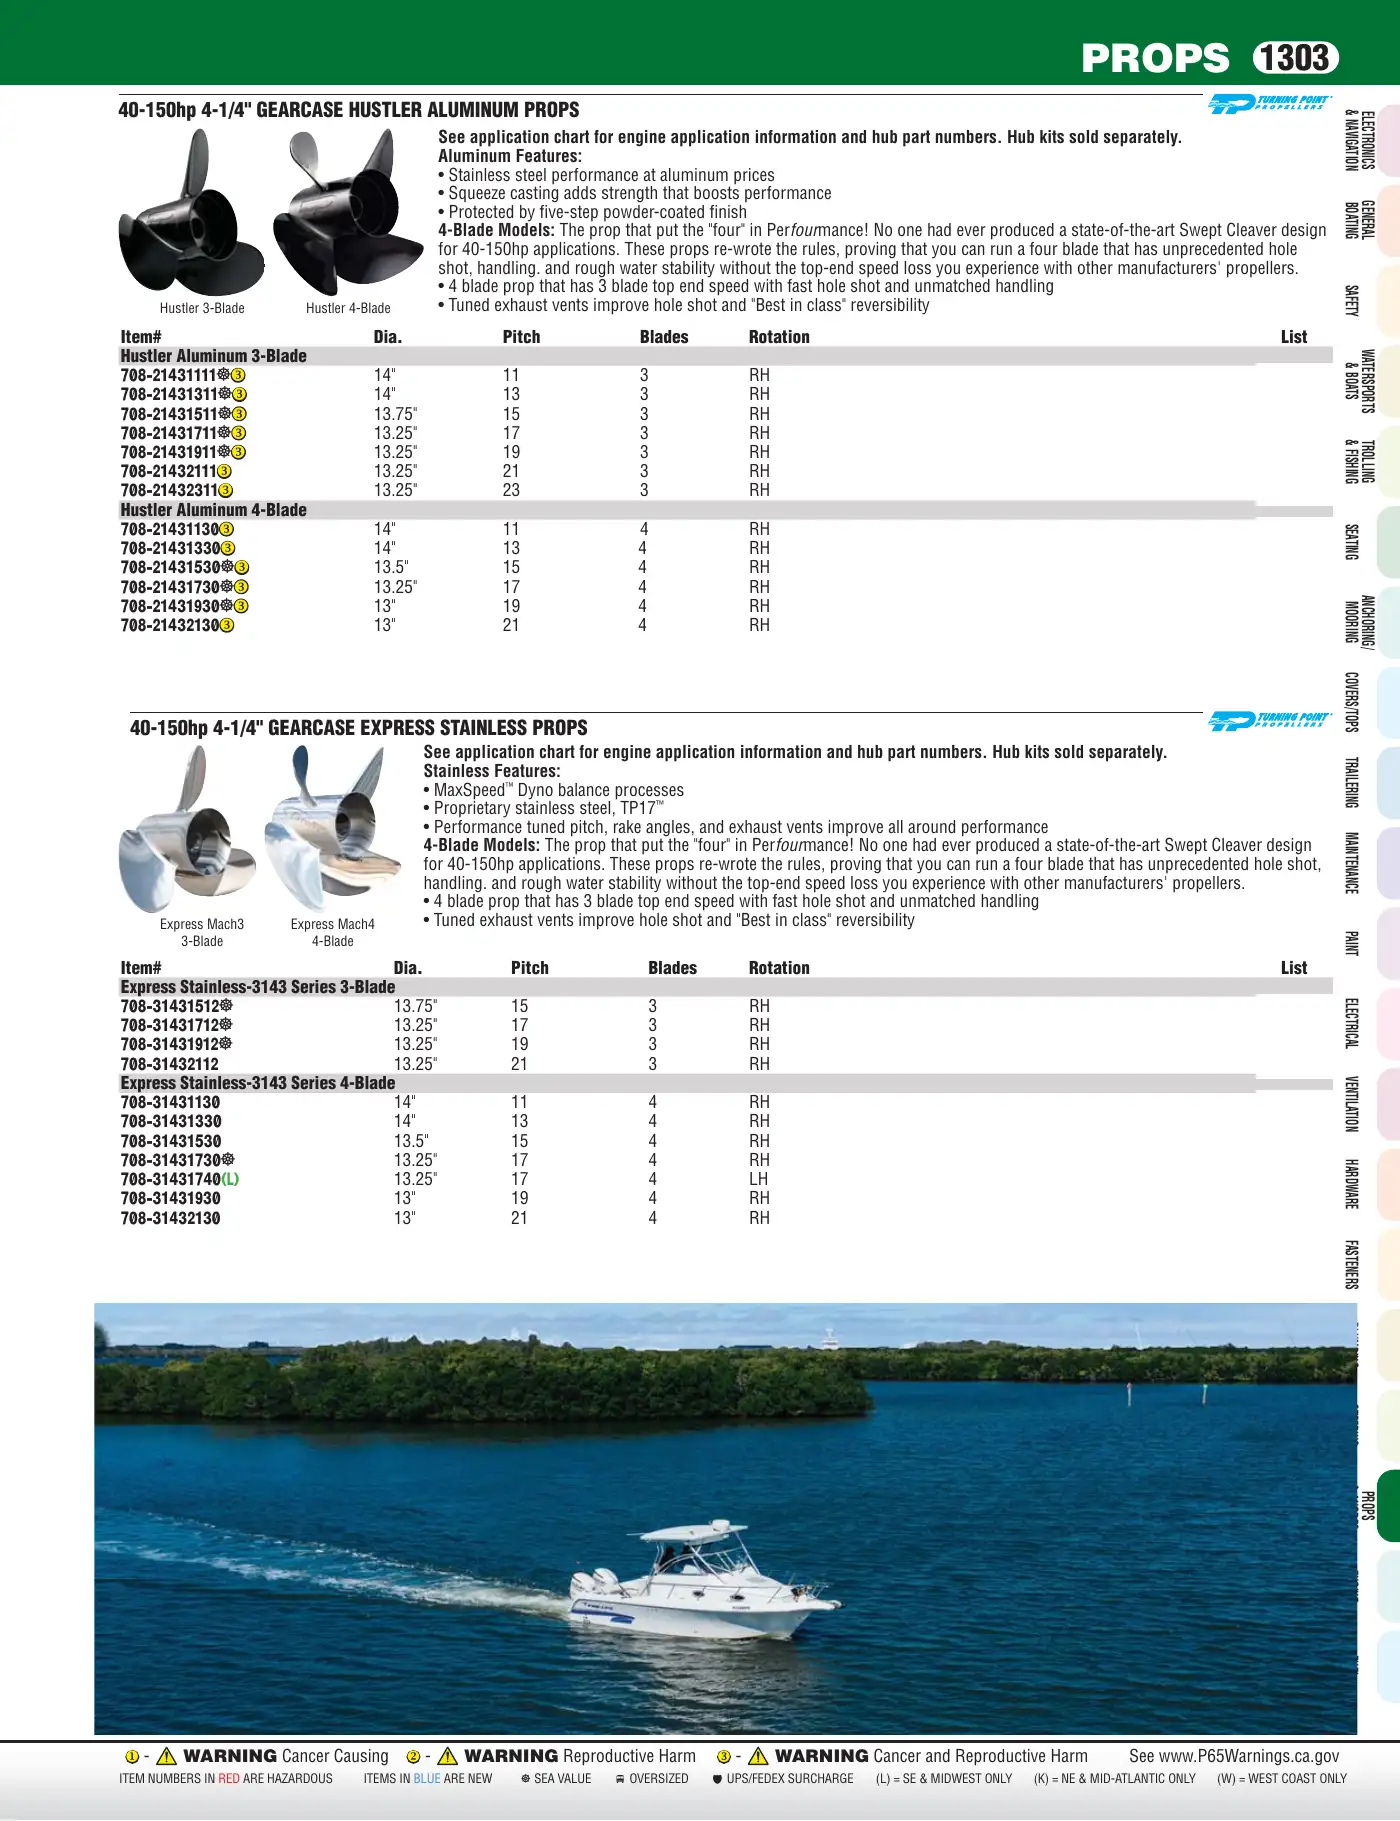 PROPS 1303
40-150hp 4-1/4" GEARCASE HUSTLER ALUMINUM PROPS
TURNING POINT
PROPELLERS
See application chart for engine application information and hub part numbers. Hub kits sold separately.
Aluminum Features:
• Stainless steel performance at aluminum prices
• Squeeze casting adds strength that boosts performance
• Protected by five-step powder-coated finish
4-Blade Models: The prop that put the "four" in Perfourmance! No one had ever produced a state-of-the-art Swept Cleaver design
for 40-150hp applications. These props re-wrote the rules, proving that you can run a four blade that has unprecedented hole
shot, handling. and rough water stability without the top-end speed loss you experience with other manufacturers' propellers.
• 4 blade prop that has 3 blade top end speed with fast hole shot and unmatched handling
• Tuned exhaust vents improve hole shot and "Best in class" reversibility
Hustler 3-Blade Hustler 4-Blade
Item# Dia. Pitch Blades Rotation List
Hustler Aluminum 3-Blade
708-21431111☸3 14" 11 3 RH
708-21431311☸3 14" 13 3 RH
708-21431511☸3 13.75" 15 3 RH
708-21431711☸3 13.25" 17 3 RH
708-21431911☸3 13.25" 19 3 RH
708-21432111 3 13.25" 21 3 RH
708-21432311 3 13.25" 23 3 RH
Hustler Aluminum 4-Blade
708-21431130 3 14" 11 4 RH
708-21431330 3 14" 13 4 RH
708-21431530☸3 13.5" 15 4 RH
708-21431730☸3 13.25" 17 4 RH
708-21431930☸3 13" 19 4 RH
708-21432130 3 13" 21 4 RH
40-150hp 4-1/4" GEARCASE EXPRESS STAINLESS PROPS
TURNING POINT
PROPELLERS
See application chart for engine application information and hub part numbers. Hub kits sold separately.
Stainless Features:
• MaxSpeed™ Dyno balance processes
• Proprietary stainless steel, TP17™
• Performance tuned pitch, rake angles, and exhaust vents improve all around performance
4-Blade Models: The prop that put the "four" in Perfourmance! No one had ever produced a state-of-the-art Swept Cleaver design
for 40-150hp applications. These props re-wrote the rules, proving that you can run a four blade that has unprecedented hole shot,
handling. and rough water stability without the top-end speed loss you experience with other manufacturers' propellers.
• 4 blade prop that has 3 blade top end speed with fast hole shot and unmatched handling
• Tuned exhaust vents improve hole shot and "Best in class" reversibility
Express Mach3 Express Mach4
3-Blade 4-Blade
Item# Dia. Pitch Blades Rotation List
Express Stainless-3143 Series 3-Blade
708-31431512☸ 13.75" 15 3 RH
708-31431712☸ 13.25" 17 3 RH
708-31431912☸ 13.25" 19 3 RH
708-31432112 13.25" 21 3 RH
Express Stainless-3143 Series 4-Blade
708-31431130 14" 11 4 RH
708-31431330 14" 13 4 RH
708-31431530 13.5" 15 4 RH
708-31431730☸ 13.25" 17 4 RH
708-31431740(L) 13.25" 17 4 LH
708-31431930 13" 19 4 RH
708-31432130 13" 21 4 RH
ELECTRONICS
& NAVIGATION
GENERAL
BOATING
SAFETY
WATERSPORTS
& BOATS
TROLLING
& FISHING
SEATING
ANCHORING/
MOORING
COVERS/TOPS
TRAILERING
MAINTENANCE
PAINT
ELECTRICAL
VENTILATION
HARDWARE
FASTENERS
PROPS
1 - WARNING Cancer Causing 2 - WARNING Reproductive Harm 3 - WARNING Cancer and Reproductive Harm See www.P65Warnings.ca.gov
ITEM NUMBERS IN RED ARE HAZARDOUS ITEMS IN BLUE ARE NEW ☸ SEA VALUE OVERSIZED UPS/FEDEX SURCHARGE (L) = SE & MIDWEST ONLY (K) = NE & MID-ATLANTIC ONLY (W) = WEST COAST ONLY